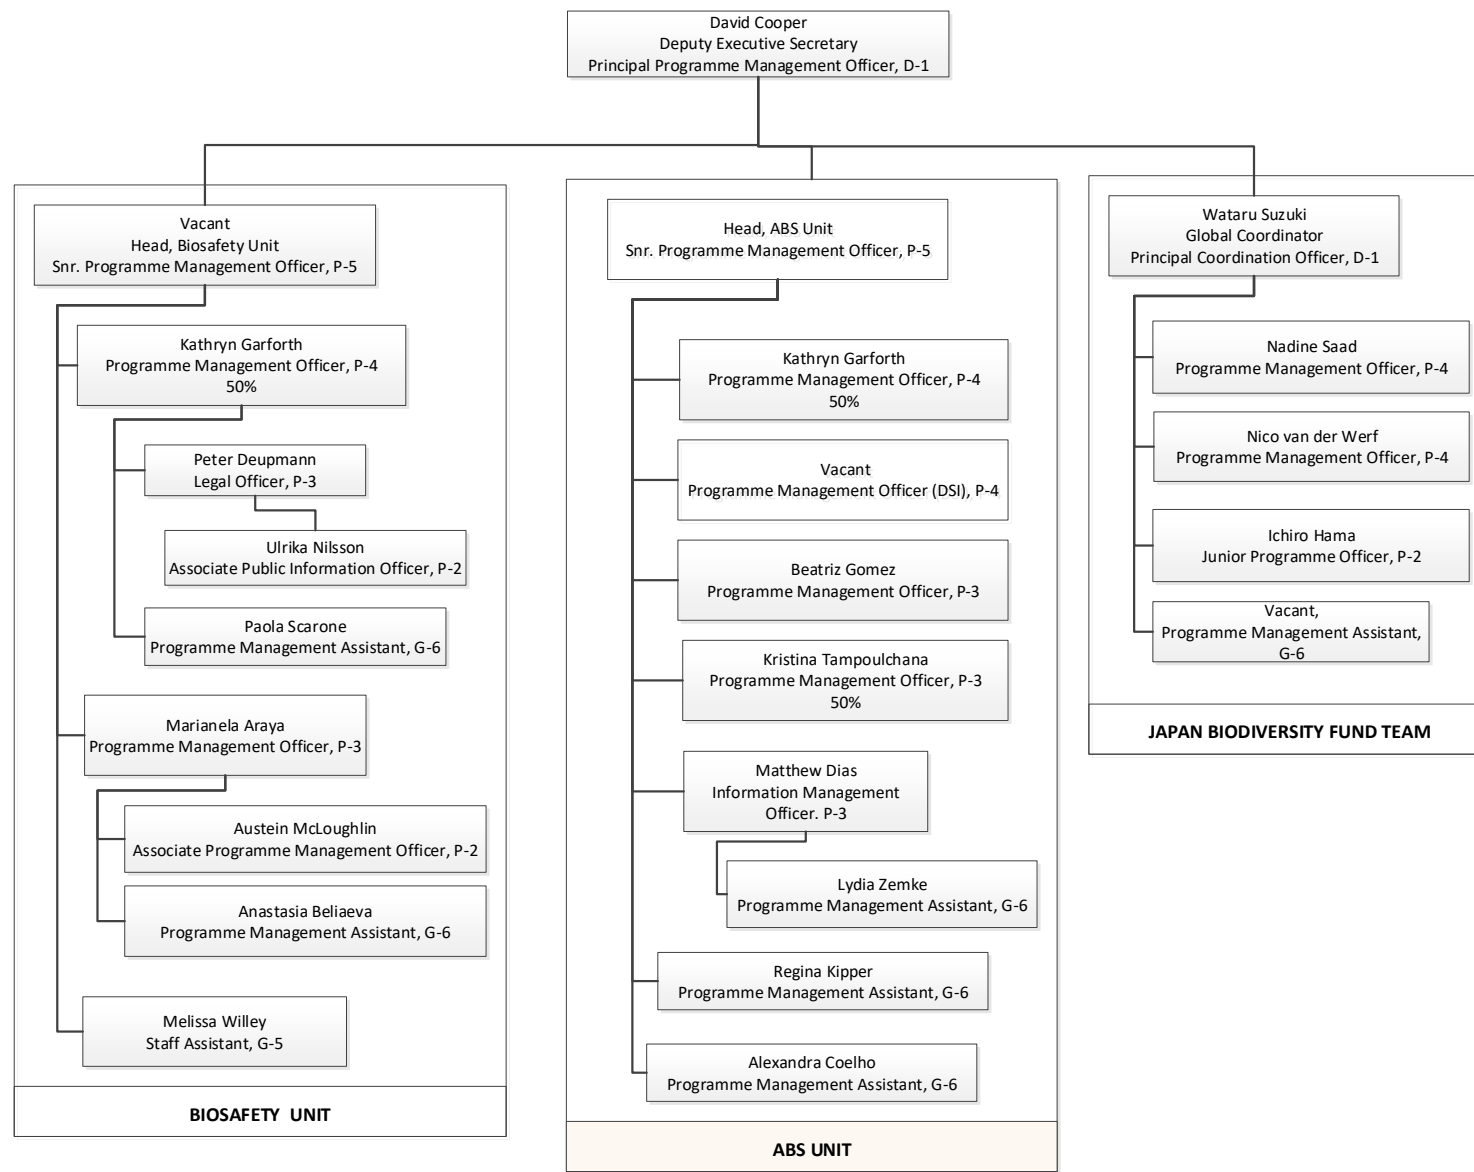 David Cooper
Deputy Executive Secretary
Principal Programme Management Officer, D-1
Vacant
Head, Biosafety Unit
Snr. Programme Management Officer, P-5
Kathryn Garforth
Programme Management Officer, P-4
50%
Peter Deupmann
Legal Officer, P-3
Ulrika Nilsson
Associate Public Information Officer, P-2
Paola Scarone
Programme Management Assistant, G-6
Marianela Araya
Programme Management Officer, P-3
Austein McLoughlin
Associate Programme Management Officer, P-2
Anastasia Beliaeva
Programme Management Assistant, G-6
Melissa Willey
Staff Assistant, G-5
BIOSAFETY UNIT
Head, ABS Unit
Snr. Programme Management Officer, P-5
Kathryn Garforth
Programme Management Officer, P-4
50%
Vacant
Programme Management Officer (DSI), P-4
Beatriz Gomez
Programme Management Officer, P-3
Kristina Tampoulchana
Programme Management Officer, P-3
50%
Matthew Dias
Information Management
Officer. P-3
Lydia Zemke
Programme Management Assistant, G-6
Regina Kipper
Programme Management Assistant, G-6
Alexandra Coelho
Programme Management Assistant, G-6
ABS UNIT
Wataru Suzuki
Global Coordinator
Principal Coordination Officer, D-1
Nadine Saad
Programme Management Officer, P-4
Nico van der Werf
Programme Management Officer, P-4
Ichiro Hama
Junior Programme Officer, P-2
Vacant,
Programme Management Assistant,
G-6
JAPAN BIODIVERSITY FUND TEAM